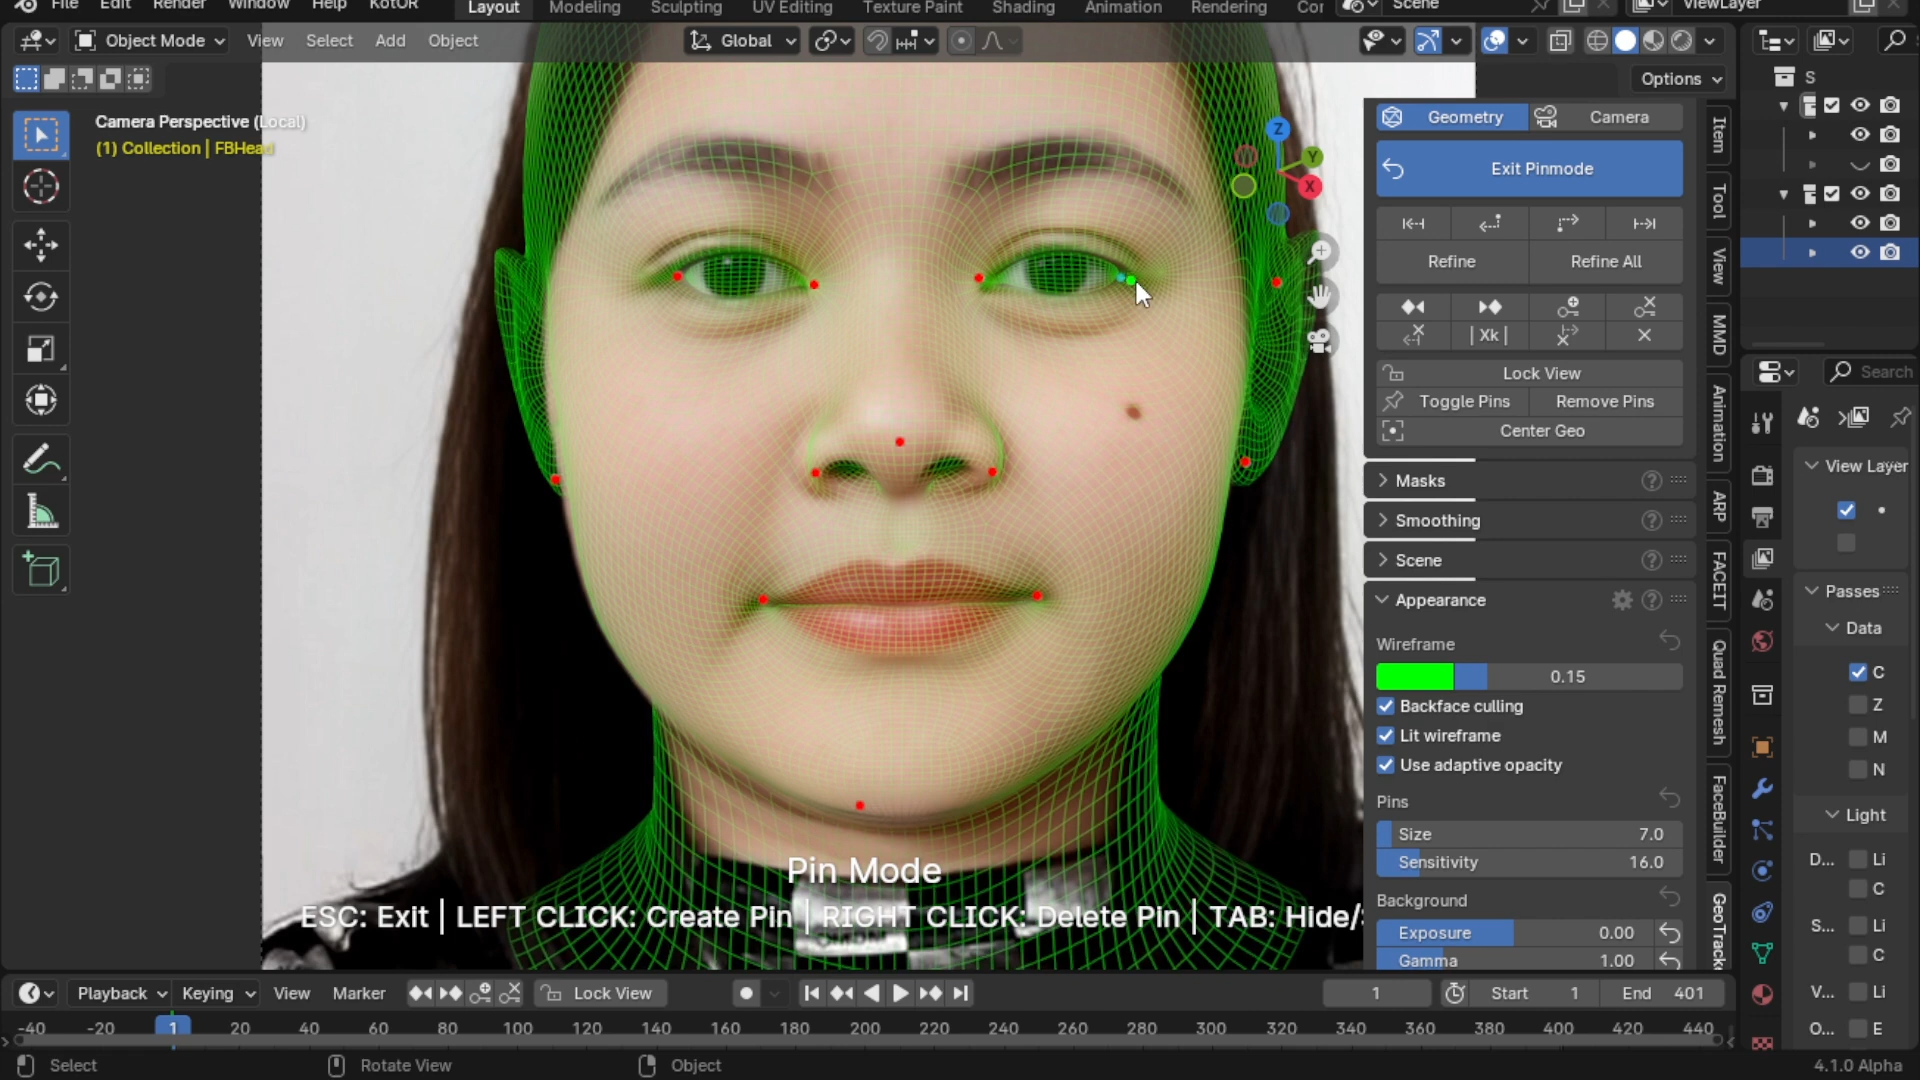 File Edit Render Window Help KotOR Layout Modeling Sculpting UV Editing Texture Paint Shading Animation Rendering Scene ViewLayer
Object Mode View Select Add Object Global
Options
Camera Perspective (Local)
(1) Collection | FBHead
S
Z
Y
X
Geometry Camera
Exit Pinmode
Refine Refine All
| Xk |
Lock View
Toggle Pins Remove Pins
Center Geo
Masks
Smoothing
Scene
Appearance
Wireframe
0.15
Backface culling
Lit wireframe
Use adaptive opacity
Pins
Size 7.0
Sensitivity 16.0
Background
Exposure 0.00
Gamma 1.00
Item
Tool
View
MMD
Animation
ARP
FACEIT
Quad Remesh
FaceBuilder
GeoTracke
Search
View Layer
Passes
Data
C
Z
M
N
Light
D... Li
C
S... Li
C
V... Li
O... E
Pin Mode
ESC: Exit | LEFT CLICK: Create Pin | RIGHT CLICK: Delete Pin | TAB: Hide/
Playback Keying View Marker Lock View 1 Start 1 End 401
-40 -20 1 20 40 60 80 100 120 140 160 180 200 220 240 260 280 300 320 340 360 380 400 420 440
Select Rotate View Object 4.1.0 Alpha